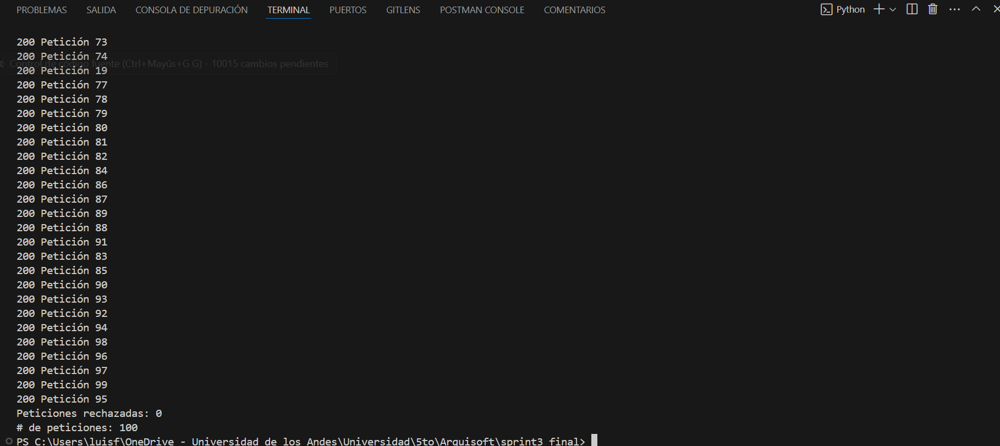 PROBLEMAS SALIDA CONSOLA DE DEPURACIÓN TERMINAL PUERTOS GITLENS POSTMAN CONSOLE COMENTARIOS Python
200 Petición 73
200 Petición 74
Control de código fuente (Ctrl+Mayús+G G) - 10015 cambios pendientes
200 Petición 19
200 Petición 77
200 Petición 78
200 Petición 79
200 Petición 80
200 Petición 81
200 Petición 82
200 Petición 84
200 Petición 86
200 Petición 87
200 Petición 89
200 Petición 88
200 Petición 91
200 Petición 83
200 Petición 85
200 Petición 90
200 Petición 93
200 Petición 92
200 Petición 94
200 Petición 98
200 Petición 96
200 Petición 97
200 Petición 99
200 Petición 95
Peticiones rechazadas: 0
# de peticiones: 100
PS C:\Users\luisf\OneDrive - Universidad de los Andes\Universidad\5to\Arquisoft\sprint3 final>